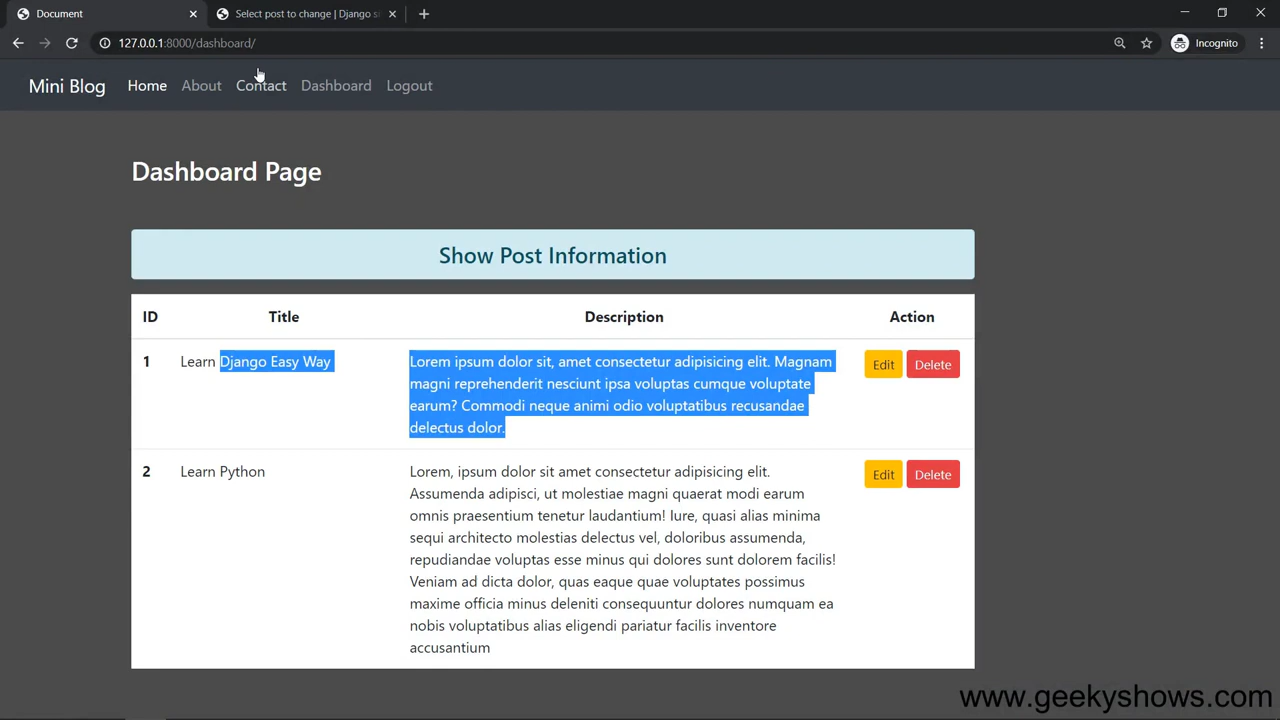 Document
Select post to change | Django s
127.0.0.1:8000/dashboard/
Incognito
Mini Blog Home About Contact Dashboard Logout
Dashboard Page
Show Post Information
ID Title Description Action
1 Learn Django Easy Way Lorem ipsum dolor sit, amet consectetur adipisicing elit. Magnam Edit Delete
magni reprehenderit nesciunt ipsa voluptas cumque voluptate
earum? Commodi neque animi odio voluptatibus recusandae
delectus dolor.
2 Learn Python Lorem, ipsum dolor sit amet consectetur adipisicing elit. Edit Delete
Assumenda adipisci, ut molestiae magni quaerat modi earum
omnis praesentium tenetur laudantium! Iure, quasi alias minima
sequi architecto molestias delectus vel, doloribus assumenda,
repudiandae voluptas esse minus qui dolores sunt dolorem facilis!
Veniam ad dicta dolor, quas eaque quae voluptates possimus
maxime officia minus deleniti consequuntur dolores numquam ea
nobis voluptatibus alias eligendi pariatur facilis inventore
accusantium
www.geekyshows.com